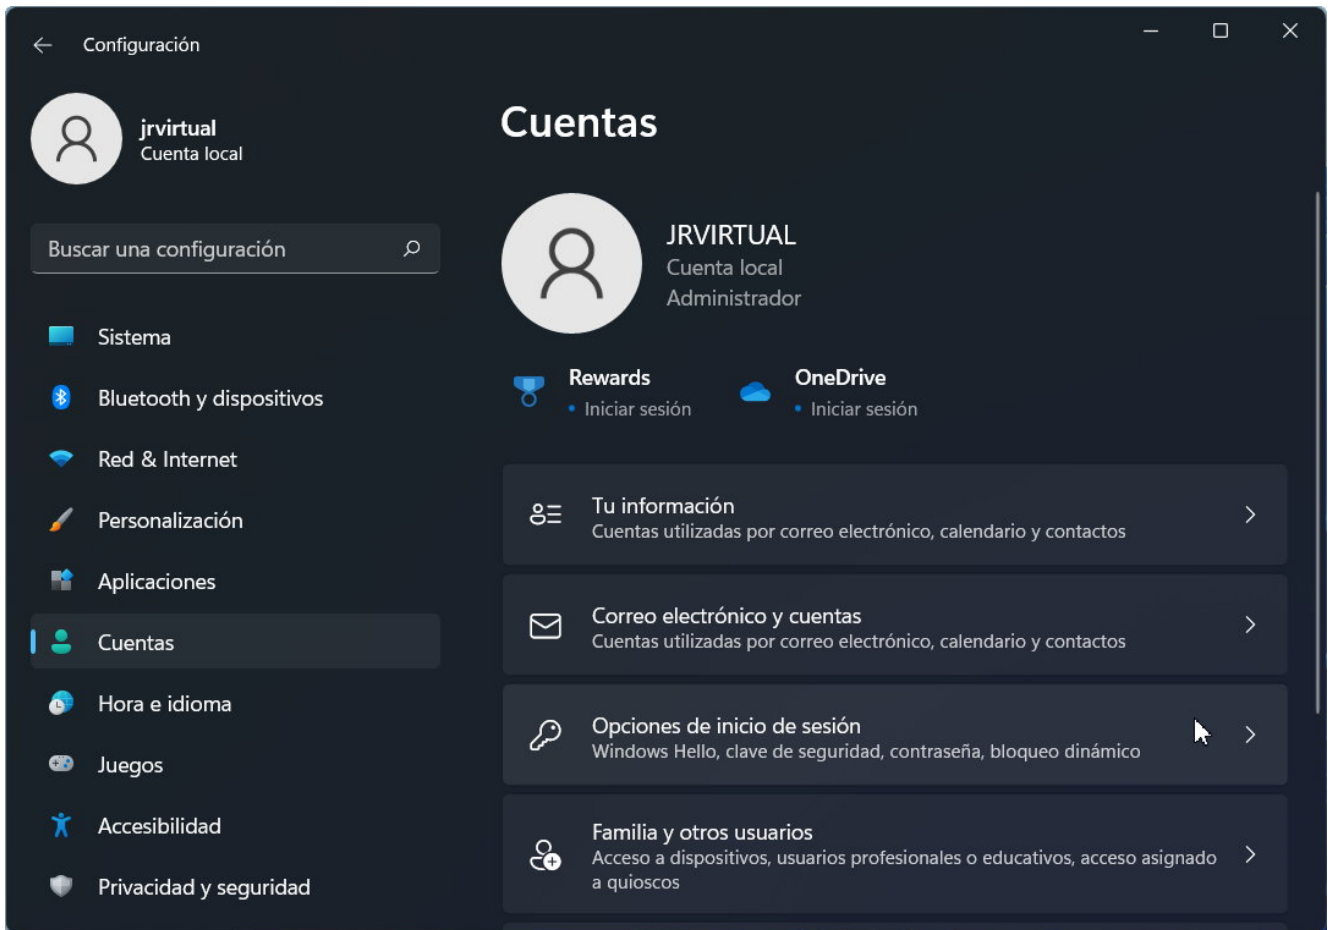 Configuración
jrvirtual
Cuenta local
Buscar una configuración
Sistema
Bluetooth y dispositivos
Red & Internet
Personalización
Aplicaciones
Cuentas
Hora e idioma
Juegos
Accesibilidad
Privacidad y seguridad
Cuentas
JRVIRTUAL
Cuenta local
Administrador
Rewards
• Iniciar sesión
OneDrive
• Iniciar sesión
Tu información
Cuentas utilizadas por correo electrónico, calendario y contactos
Correo electrónico y cuentas
Cuentas utilizadas por correo electrónico, calendario y contactos
Opciones de inicio de sesión
Windows Hello, clave de seguridad, contraseña, bloqueo dinámico
Familia y otros usuarios
Acceso a dispositivos, usuarios profesionales o educativos, acceso asignado
a quioscos